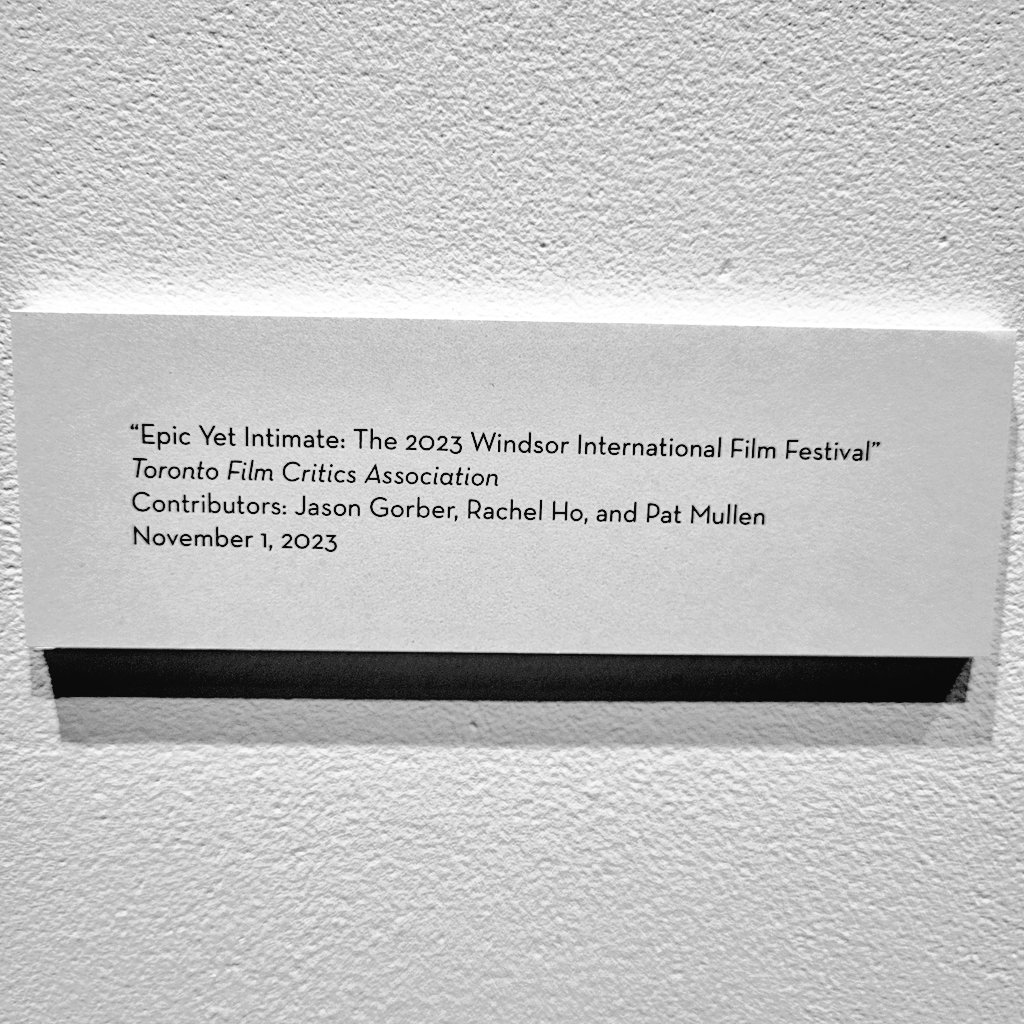 “Epic Yet Intimate: The 2023 Windsor International Film Festival”
Toronto Film Critics Association
Contributors: Jason Gorber, Rachel Ho, and Pat Mullen
November 1, 2023